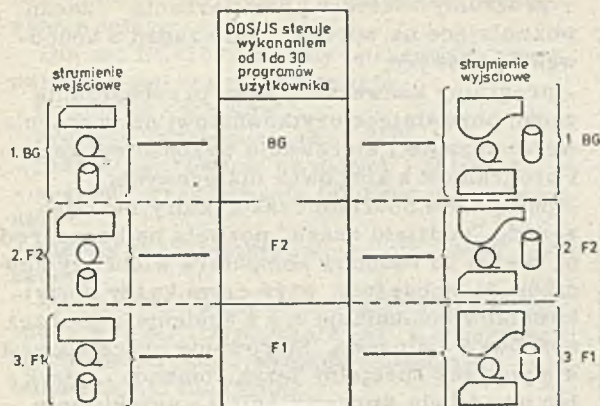 DOS/JS steruje
wykonaniem
od 1 do 30
programów
użytkownika
strumienie
wejściowe
strumienie
wyjściowe
1. BG
BG
1. BG
2. F2
F2
2 F2
3. F1
F1
3 F1